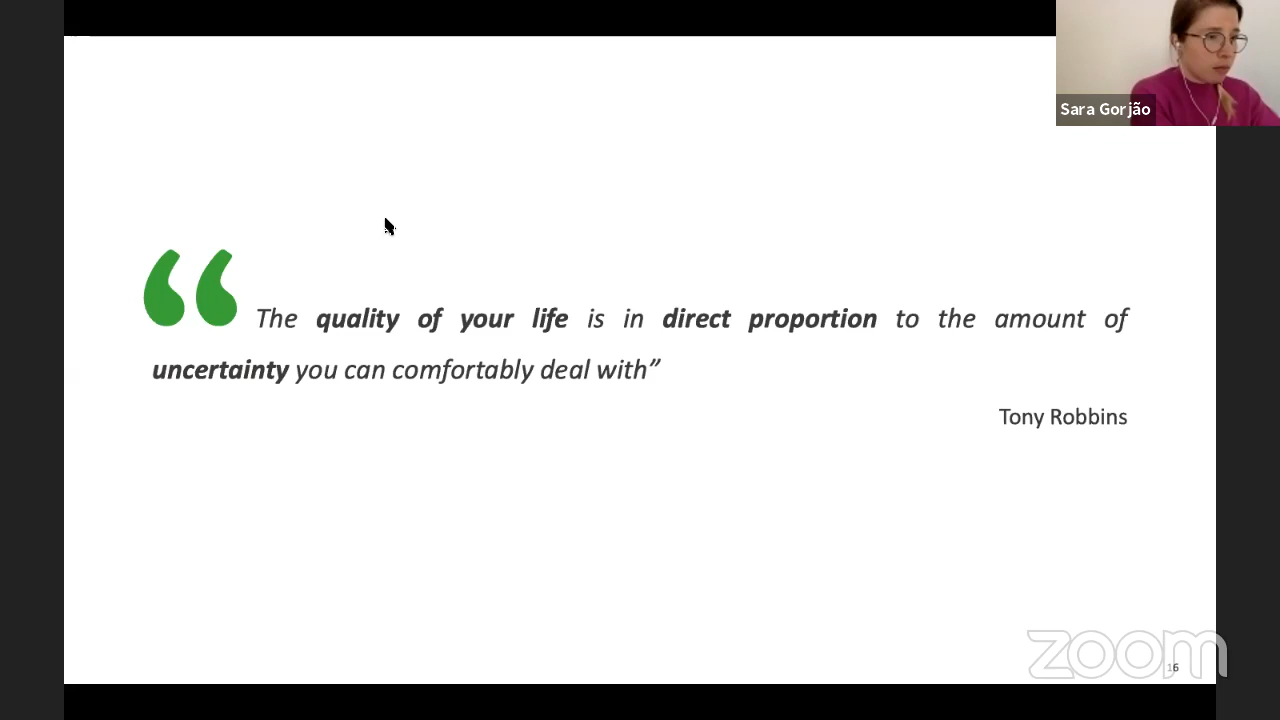 Sara Gorjão
“ The quality of your life is in direct proportion to the amount of
uncertainty you can comfortably deal with”
Tony Robbins
zoom
16